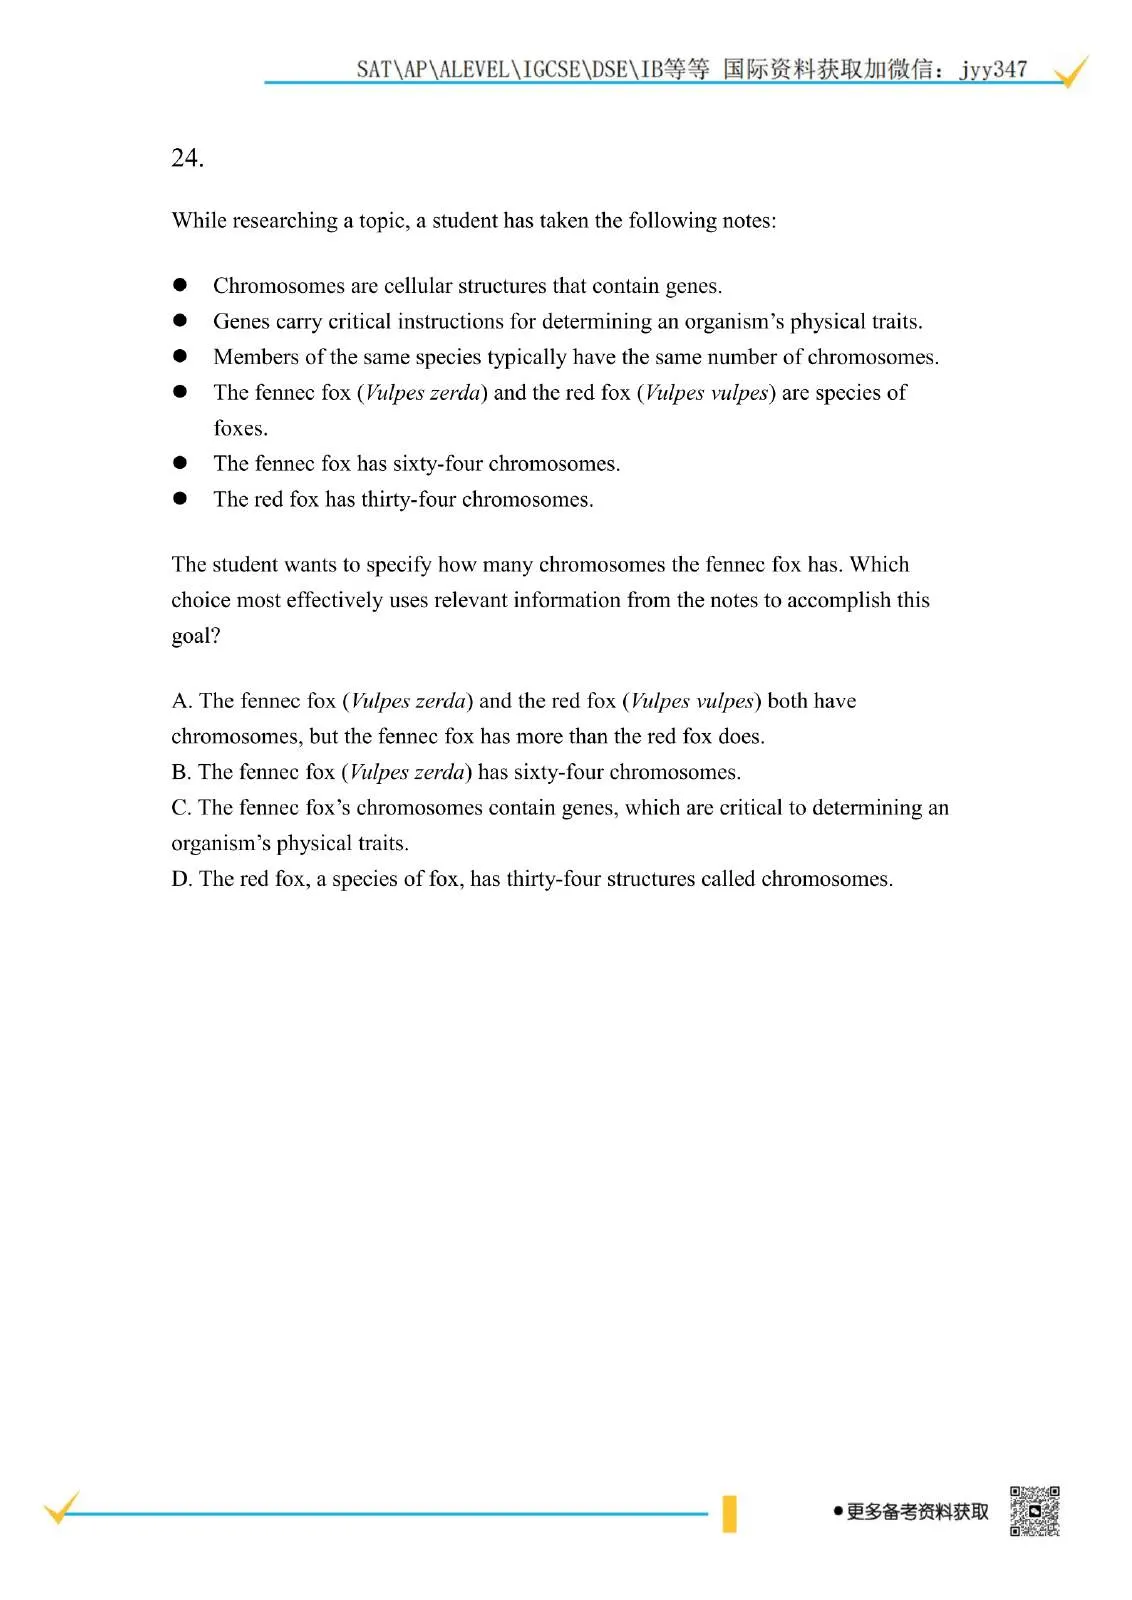 SAT\AP\ALEVEL\IGCSE\DSE\IB等等 国际资料获取加微信：jyy347
24.
While researching a topic, a student has taken the following notes:
● Chromosomes are cellular structures that contain genes.
● Genes carry critical instructions for determining an organism’s physical traits.
● Members of the same species typically have the same number of chromosomes.
● The fennec fox (Vulpes zerda) and the red fox (Vulpes vulpes) are species of
foxes.
● The fennec fox has sixty-four chromosomes.
● The red fox has thirty-four chromosomes.
The student wants to specify how many chromosomes the fennec fox has. Which
choice most effectively uses relevant information from the notes to accomplish this
goal?
A. The fennec fox (Vulpes zerda) and the red fox (Vulpes vulpes) both have
chromosomes, but the fennec fox has more than the red fox does.
B. The fennec fox (Vulpes zerda) has sixty-four chromosomes.
C. The fennec fox’s chromosomes contain genes, which are critical to determining an
organism’s physical traits.
D. The red fox, a species of fox, has thirty-four structures called chromosomes.
●更多备考资料获取